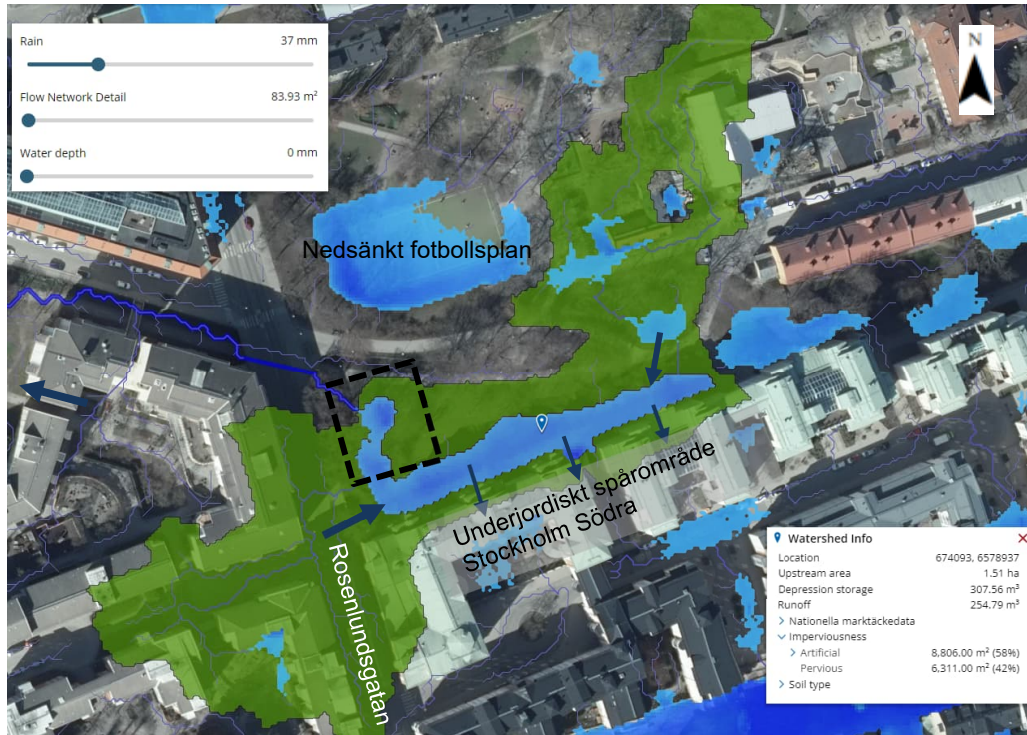 Rain 37 mm
Flow Network Detail 83.93 m²
Water depth 0 mm
N
Nedsänkt fotbollsplan
Underjordiskt spårområde
Stockholm Södra
Rosenlundsgatan
Watershed Info
Location 674093, 6578937
Upstream area 1.51 ha
Depression storage 307.56 m³
Runoff 254.79 m³
Nationella marktäckedata
Imperviousness
Artificial 8,806.00 m² (58%)
Pervious 6,311.00 m² (42%)
Soil type